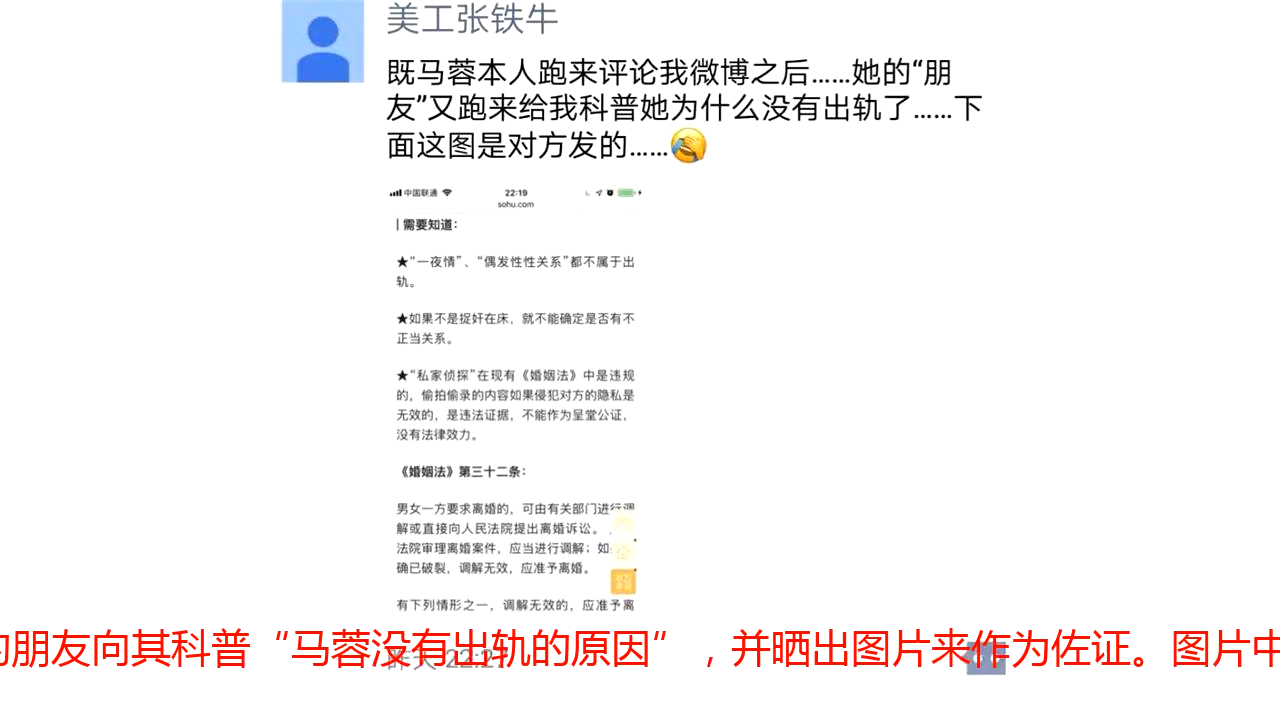 美工张铁牛
既马蓉本人跑来评论我微博之后……她的“朋
友”又跑来给我科普她为什么没有出轨了……下
面这图是对方发的……
中国联通 22:19
sohu.com
需要知道：
★“一夜情”、“偶发性性关系”都不属于出
轨。
★如果不是捉奸在床，就不能确定是否有不
正当关系。
★“私家侦探”在现有《婚姻法》中是违规
的，偷拍偷录的内容如果侵犯对方的隐私是
无效的，是违法证据，不能作为呈堂公证，
没有法律效力。
《婚姻法》第三十二条：
男女一方要求离婚的，可由有关部门进行调
解或直接向人民法院提出离婚诉讼。
法院审理离婚案件，应当进行调解；如
确已破裂，调解无效，应准予离婚。
有下列情形之一，调解无效的，应准予离
的朋友向其科普“马蓉没有出轨的原因”，并晒出图片来作为佐证。图片中
昨天 22:27